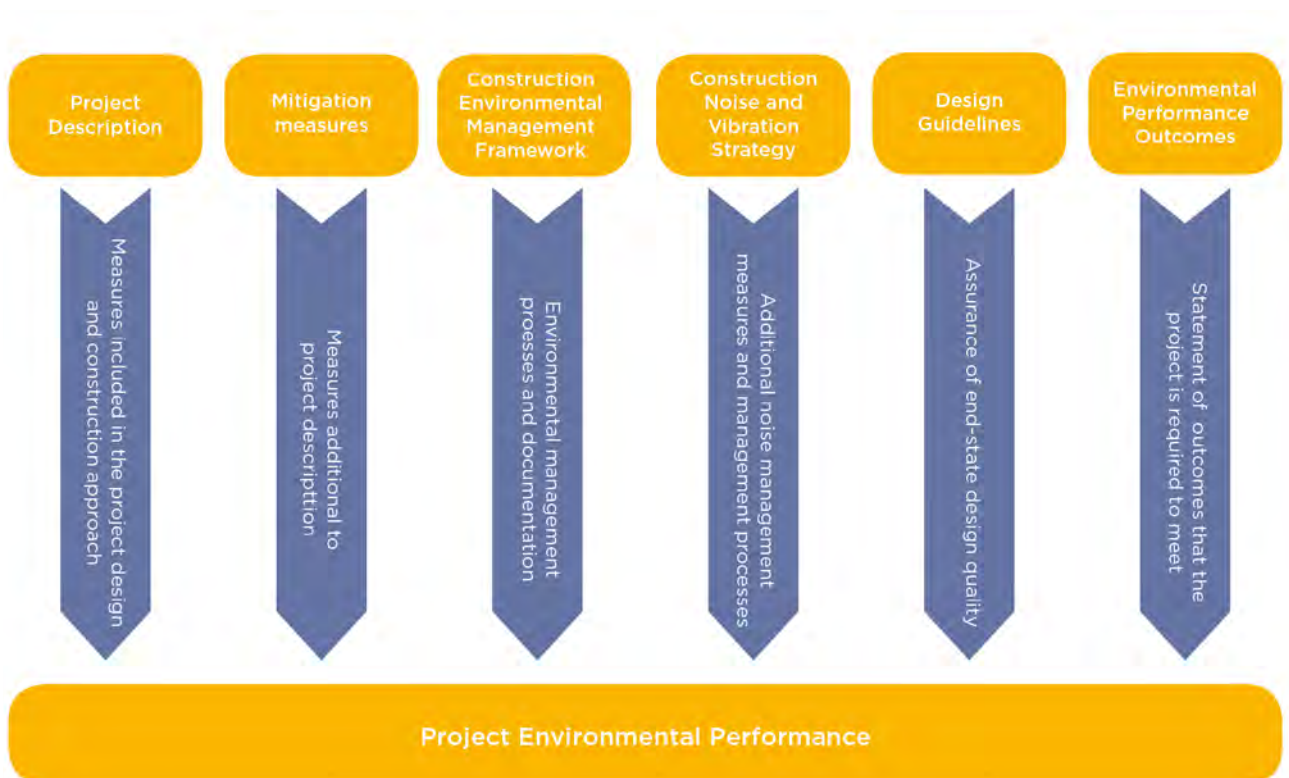 Project
Description
Mitigation
measures
Construction
Environmental
Management
Framework
Construction
Noise and
Vibration
Strategy
Design
Guidelines
Environmental
Performance
Outcomes
Measures included in the project design
and construction approach
Measures additional to
project descripttion
Environmental management
proesses and documentation
Additional noise management
measures and management processes
Assurance of end-state design quality
Statement of outcomes that the
project is required to meet
Project Environmental Performance